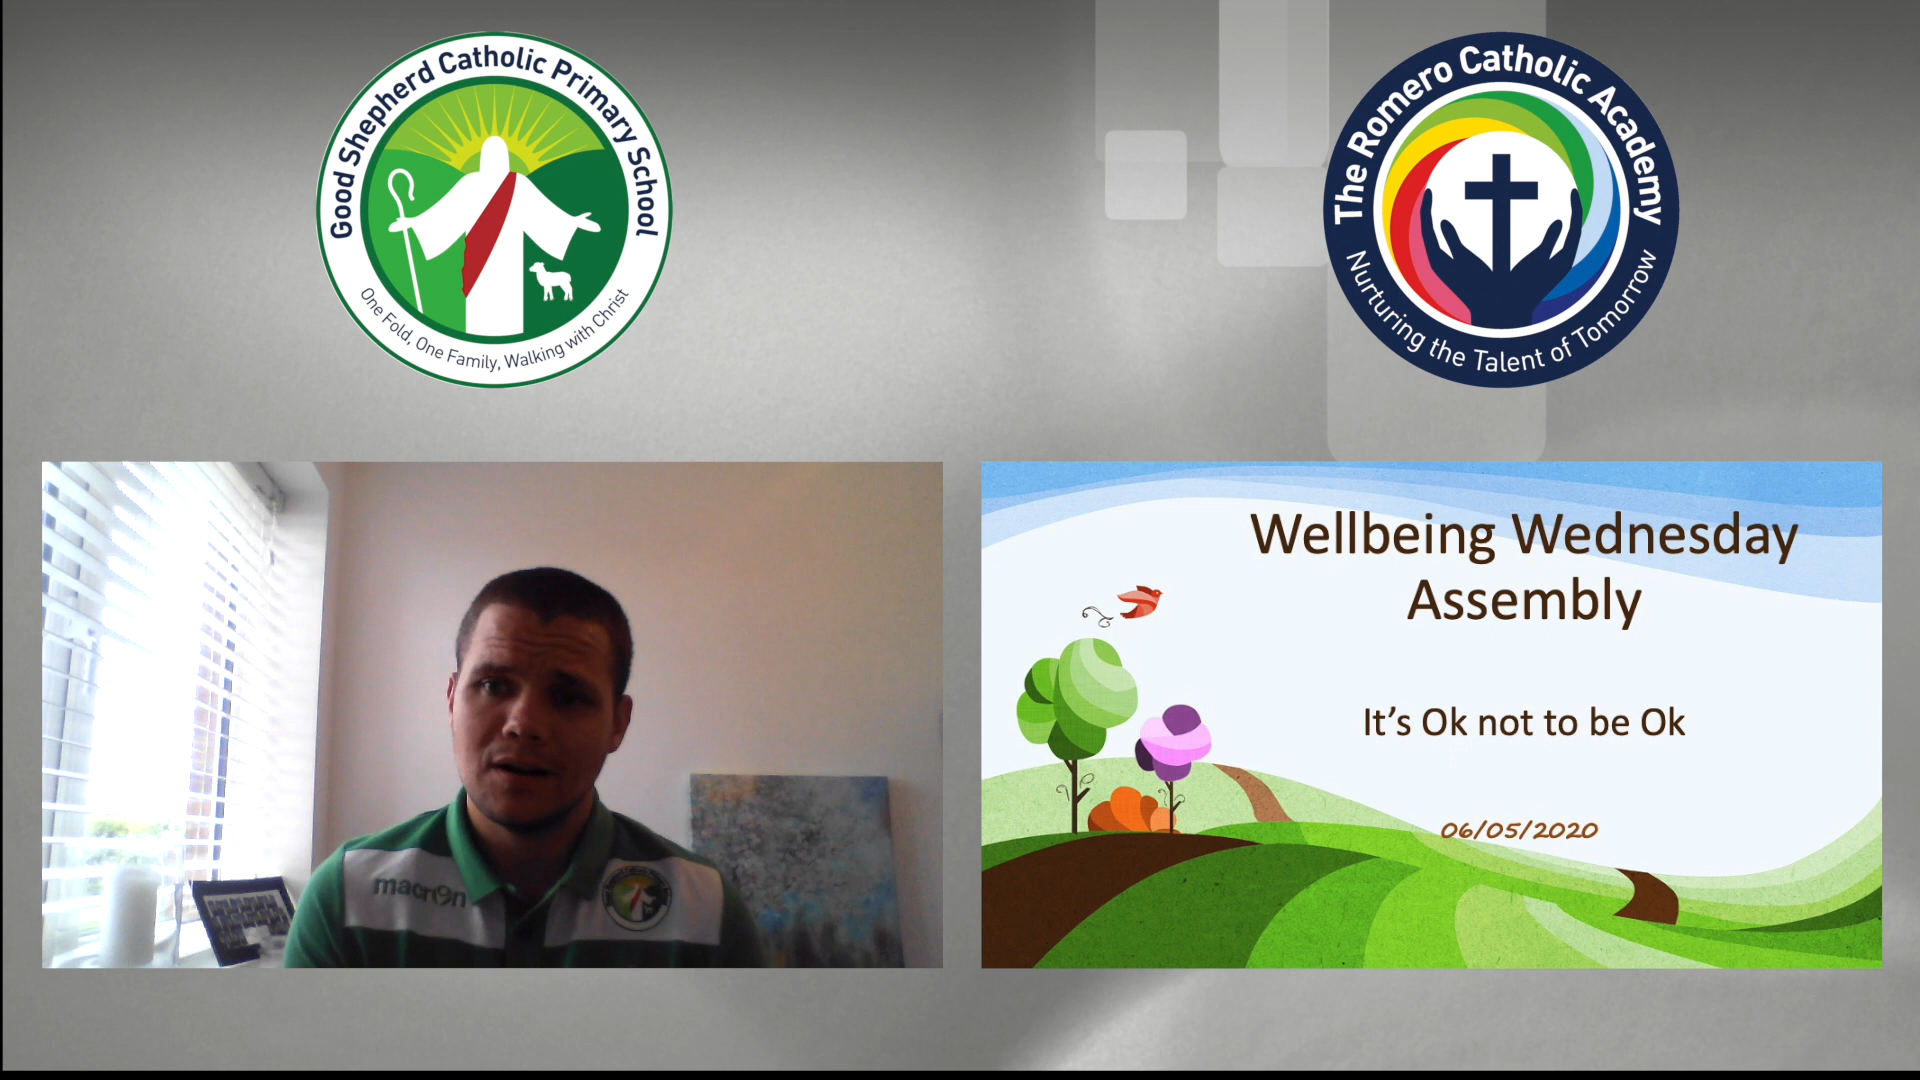 Good Shepherd Catholic Primary School
One Fold, One Family, Walking with Christ
The Romero Catholic Academy
Nurturing the Talent of Tomorrow
Wellbeing Wednesday
Assembly
It's Ok not to be Ok
06/05/2020
macron